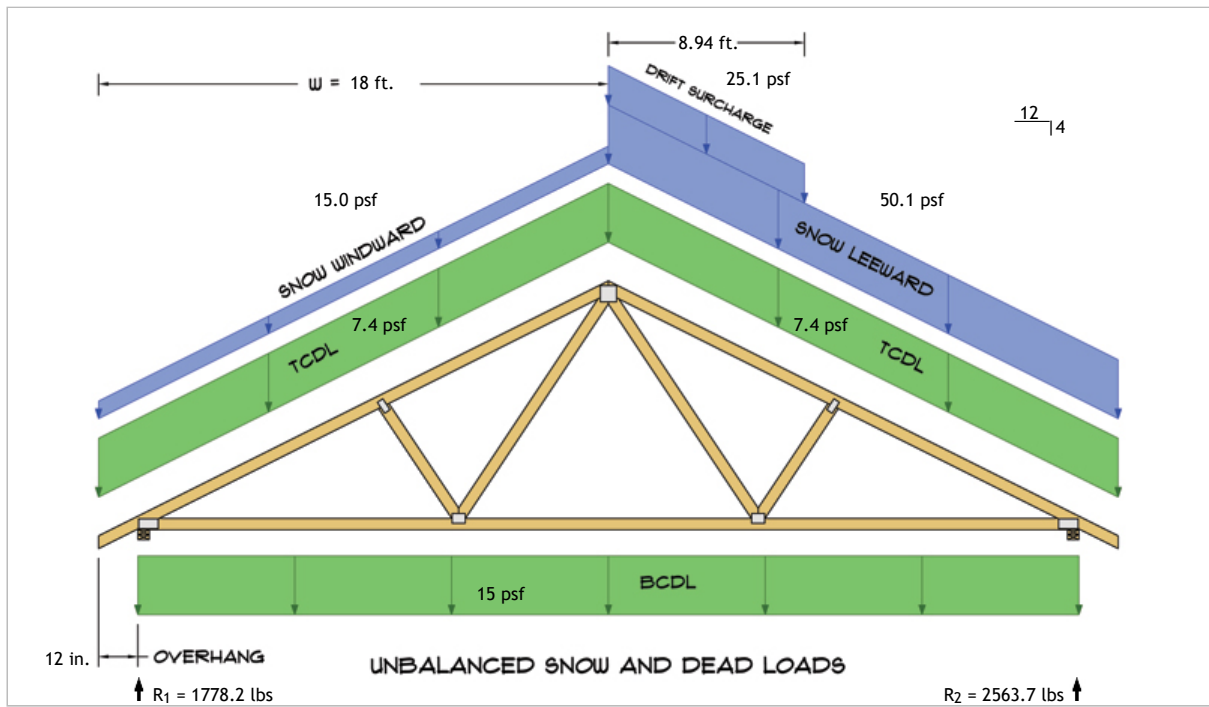 8.94 ft.
W = 18 ft.
DRIFT SURCHARGE
25.1 psf
12
4
15.0 psf
50.1 psf
SNOW WINDWARD
SNOW LEEWARD
7.4 psf
7.4 psf
TCDL
TCDL
15 psf
BCDL
12 in.
OVERHANG
UNBALANCED SNOW AND DEAD LOADS
R1 = 1778.2 lbs
R2 = 2563.7 lbs